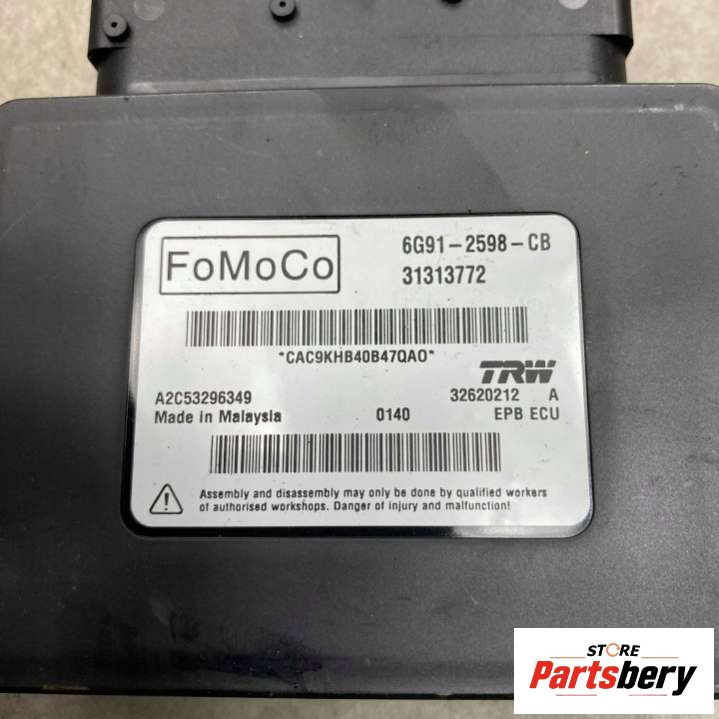 FoMoCo
6G91-2598-CB
31313772
*CAC9KHB40B47QAO*
TRW
A2C53296349
32620212 A
Made in Malaysia 0140 EPB ECU
Assembly and disassembly may only be done by qualified workers
of authorised workshops. Danger of injury and malfunction!
STORE
Partsbery